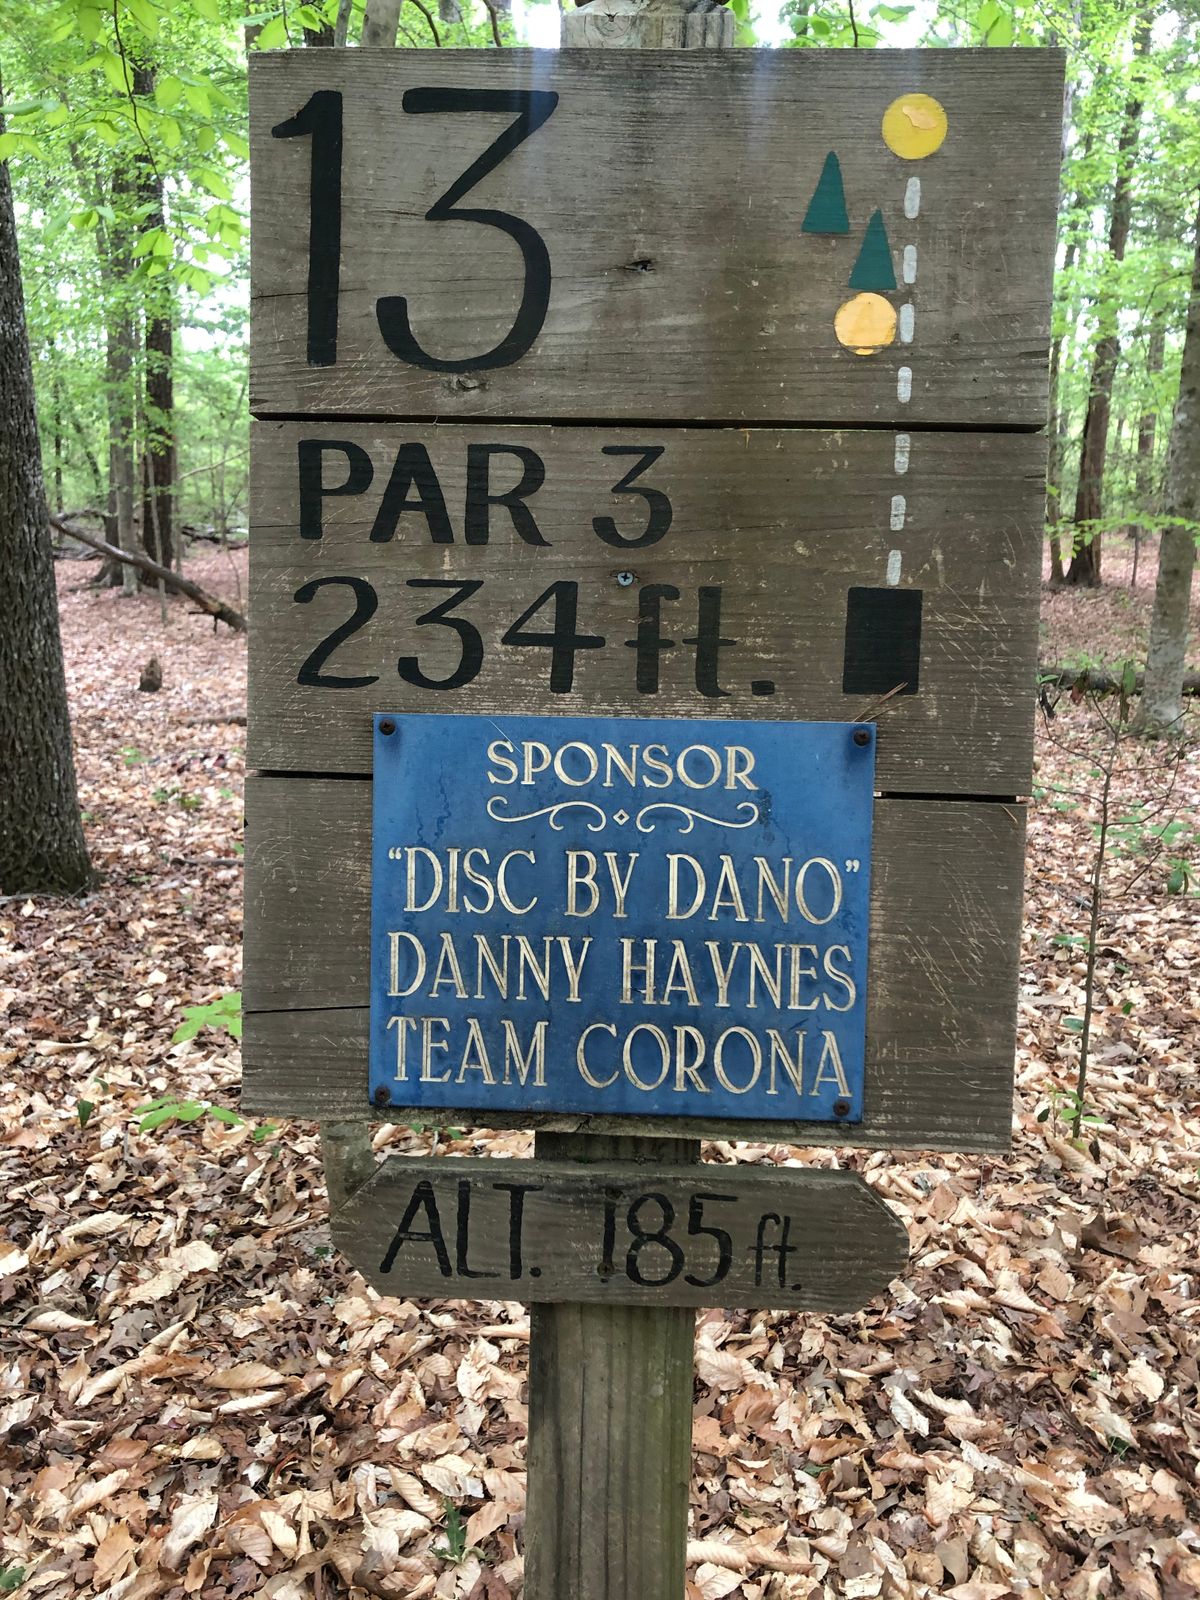 13
PAR 3
234 ft.
SPONSOR
"DISC BY DANO"
DANNY HAYNES
TEAM CORONA
ALT. 185 ft.